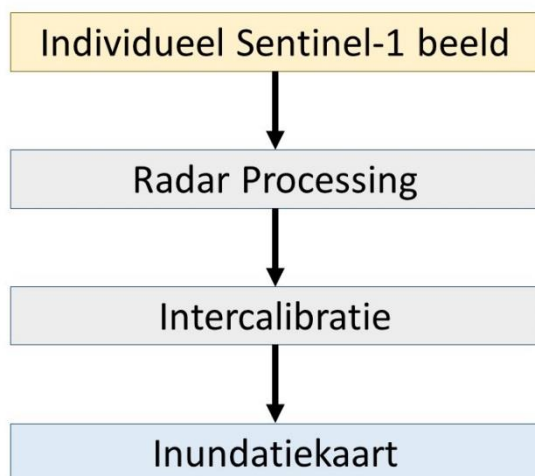 Individueel Sentinel-1 beeld
Radar Processing
Intercalibratie
Inundatiekaart